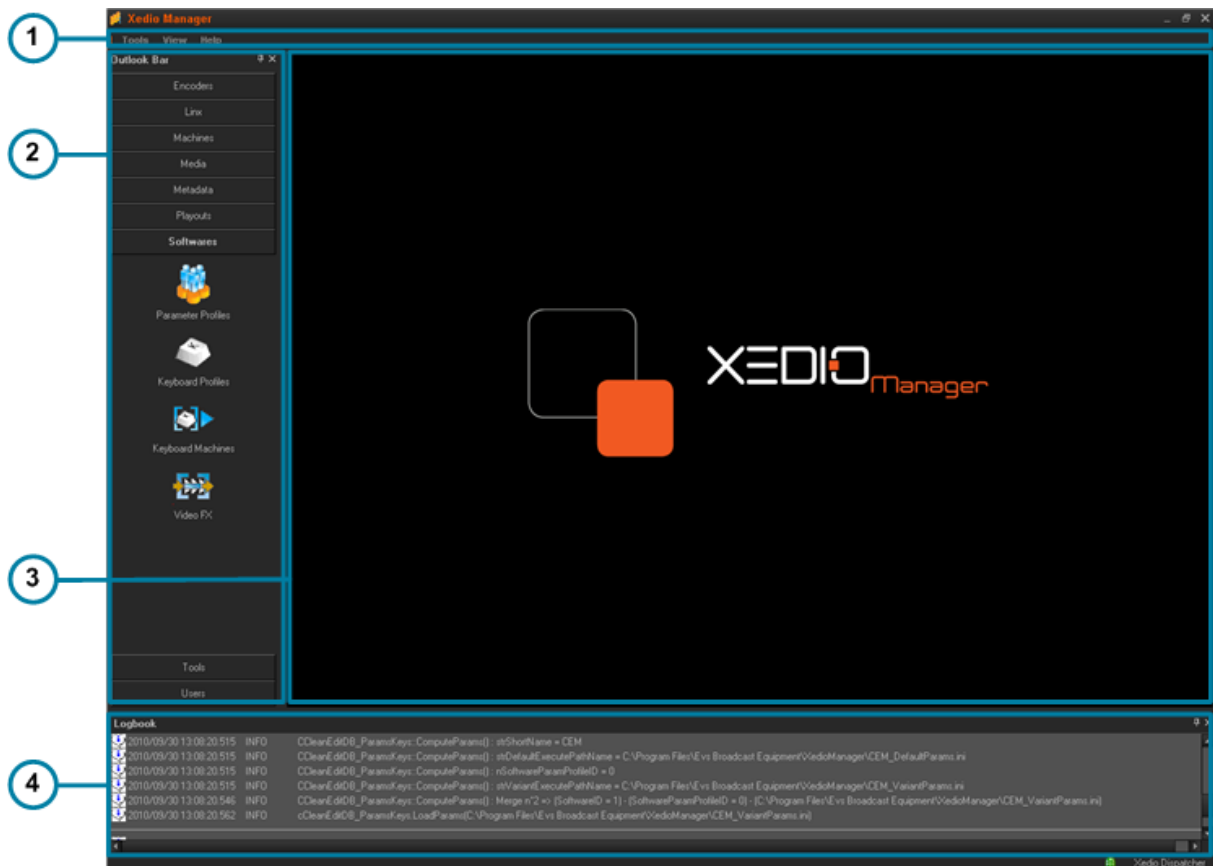 Xedio Manager
1
Tools View Help
Outlook Bar
Encoders
Linx
Machines
2
Media
Metadata
Playouts
Softwares
Parameter Profiles
XEDIO Manager
Keyboard Profiles
Keyboard Machines
Video FX
3
Tools
Users
Logbook
2010/09/30 13:08:20.515 INFO CCleanEditDB_ParamsKeys::ComputeParams() : strShortName = CEM
2010/09/30 13:08:20.515 INFO CCleanEditDB_ParamsKeys::ComputeParams() : strDefaultExecutePathName = C:\Program Files\Evs Broadcast Equipment\XedioManager\CEM_DefaultParams.ini
2010/09/30 13:08:20.515 INFO CCleanEditDB_ParamsKeys::ComputeParams() : nSoftwareParamProfileID = 0
4
2010/09/30 13:08:20.515 INFO CCleanEditDB_ParamsKeys::ComputeParams() : strVariantExecutePathName = C:\Program Files\Evs Broadcast Equipment\XedioManager\CEM_VariantParams.ini
2010/09/30 13:08:20.546 INFO CCleanEditDB_ParamsKeys::ComputeParams() : Merge n°2 => (SoftwareID = 1) - (SoftwareParamProfileID = 0) - (C:\Program Files\Evs Broadcast Equipment\XedioManager\CEM_VariantParams.ini)
2010/09/30 13:08:20.562 INFO cCleanEditDB_ParamsKeys.LoadParams(C:\Program Files\Evs Broadcast Equipment\XedioManager\CEM_VariantParams.ini)
Xedio Dispatcher